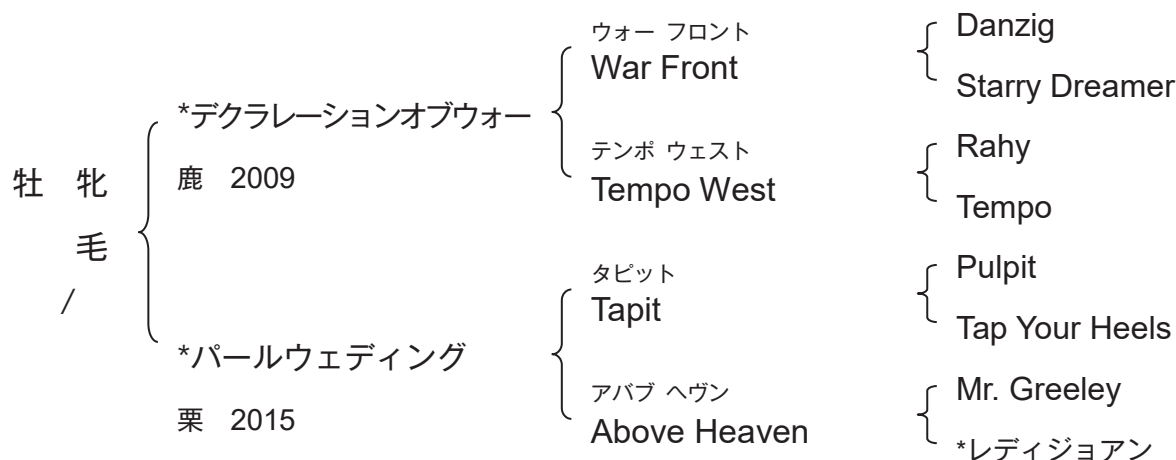 牡 牝
毛
/
*デクラレーションオブウォー
鹿 2009
*パールウェディング
栗 2015
ウォー フロント
War Front
テンポ ウェスト
Tempo West
タピット
Tapit
アバブ ヘヴン
Above Heaven
Danzig
Starry Dreamer
Rahy
Tempo
Pulpit
Tap Your Heels
Mr. Greeley
*レディジョアン